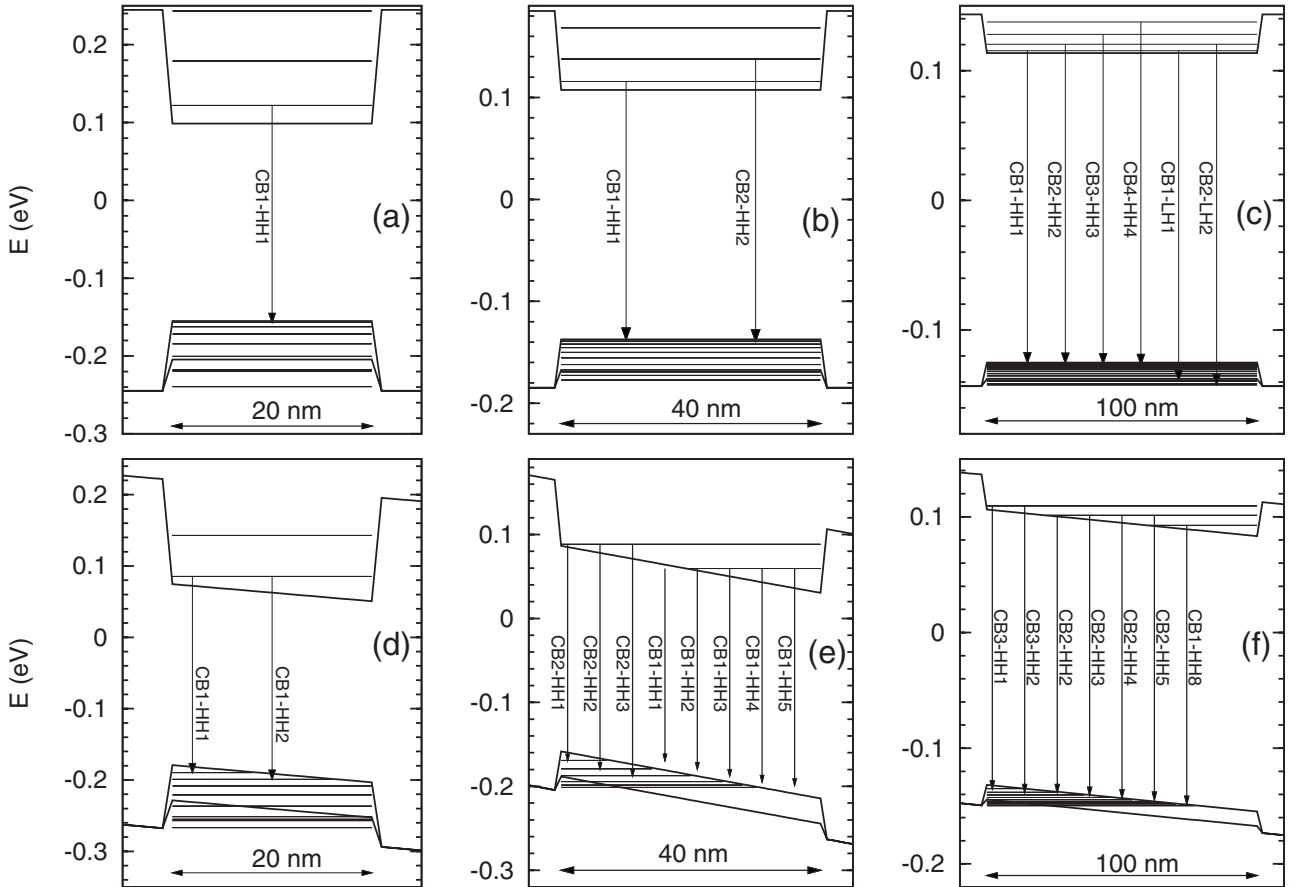 E (eV)
0.2
0.1
0
-0.1
-0.2
-0.3
CB1-HH1
(a)
20 nm
0.1
0
-0.1
-0.2
CB1-HH1
CB2-HH2
(b)
40 nm
0.1
0
-0.1
CB1-HH1
CB2-HH2
CB3-HH3
CB4-HH4
CB1-LH1
CB2-LH2
(c)
100 nm
E (eV)
0.2
0.1
0
-0.1
-0.2
-0.3
CB1-HH1
CB1-HH2
(d)
20 nm
0.1
0
-0.1
-0.2
-0.3
CB2-HH1
CB2-HH2
CB2-HH3
CB1-HH1
CB1-HH2
CB1-HH3
CB1-HH4
CB1-HH5
(e)
40 nm
0.1
0
-0.1
-0.2
CB3-HH1
CB3-HH2
CB2-HH2
CB2-HH3
CB2-HH4
CB2-HH5
CB1-HH8
(f)
100 nm